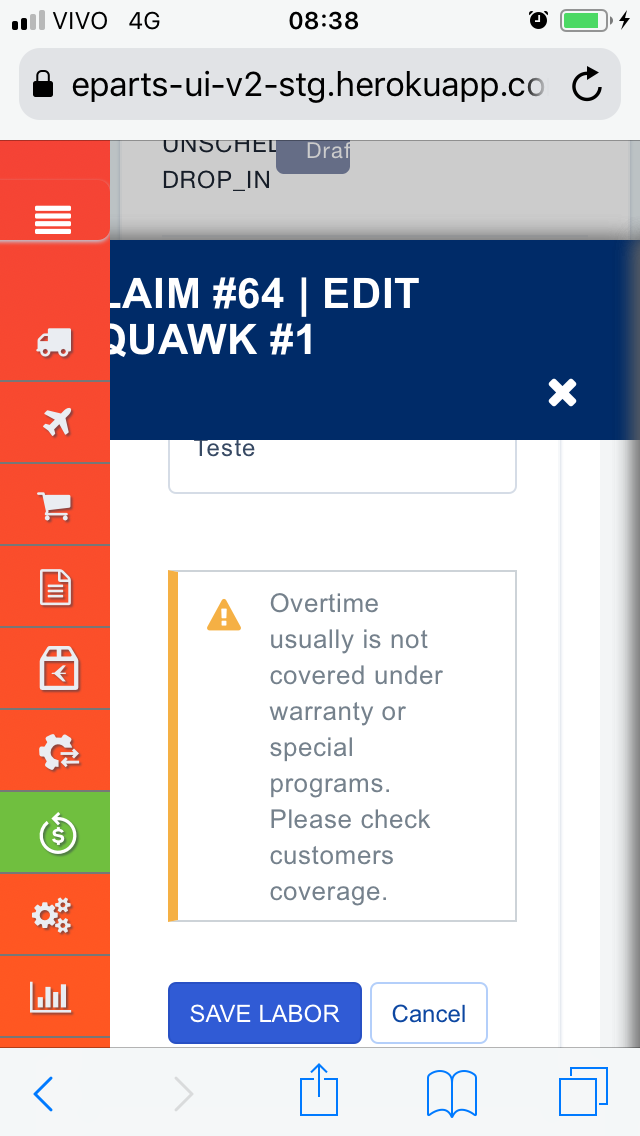 VIVO 4G 08:38
eparts-ui-v2-stg.herokuapp.co
UNSCHEL
Draf
DROP_IN
LAIM #64 | EDIT
QUAWK #1
Teste
Overtime
usually is not
covered under
warranty or
special
programs.
Please check
customers
coverage.
SAVE LABOR Cancel